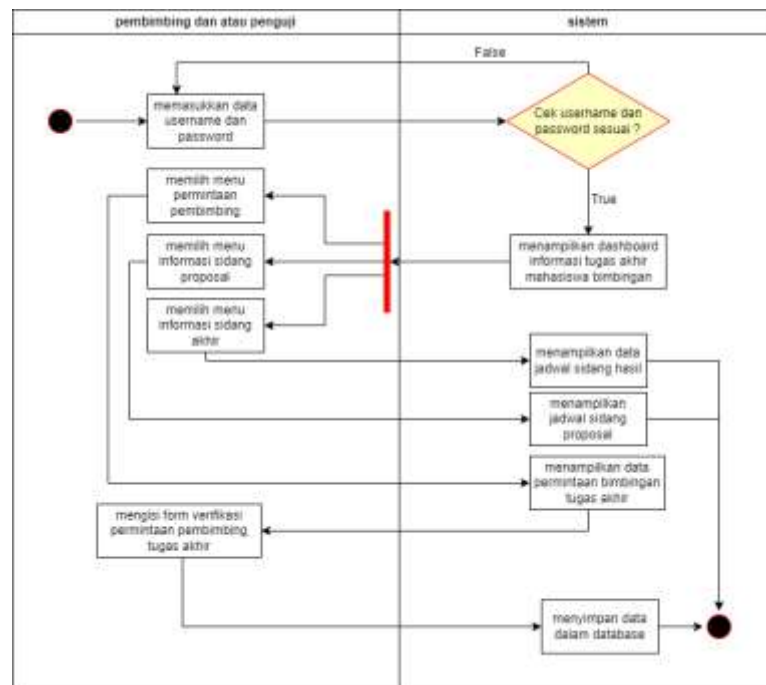 pembimbing dan atau penguji
sistem
False
memasukkan data
username dan
password
Cek username dan
password sesuai ?
True
memilih menu
permintaan
pembimbing
memilih menu
informasi sidang
proposal
memilih menu
informasi sidang
akhir
menampilkan dashboard
informasi tugas akhir
mahasiswa bimbingan
menampilkan data
jadwal sidang hasil
menampilkan
jadwal sidang
proposal
menampilkan data
permintaan bimbingan
tugas akhir
mengisi form verifikasi
permintaan pembimbing
tugas akhir
menyimpan data
dalam database